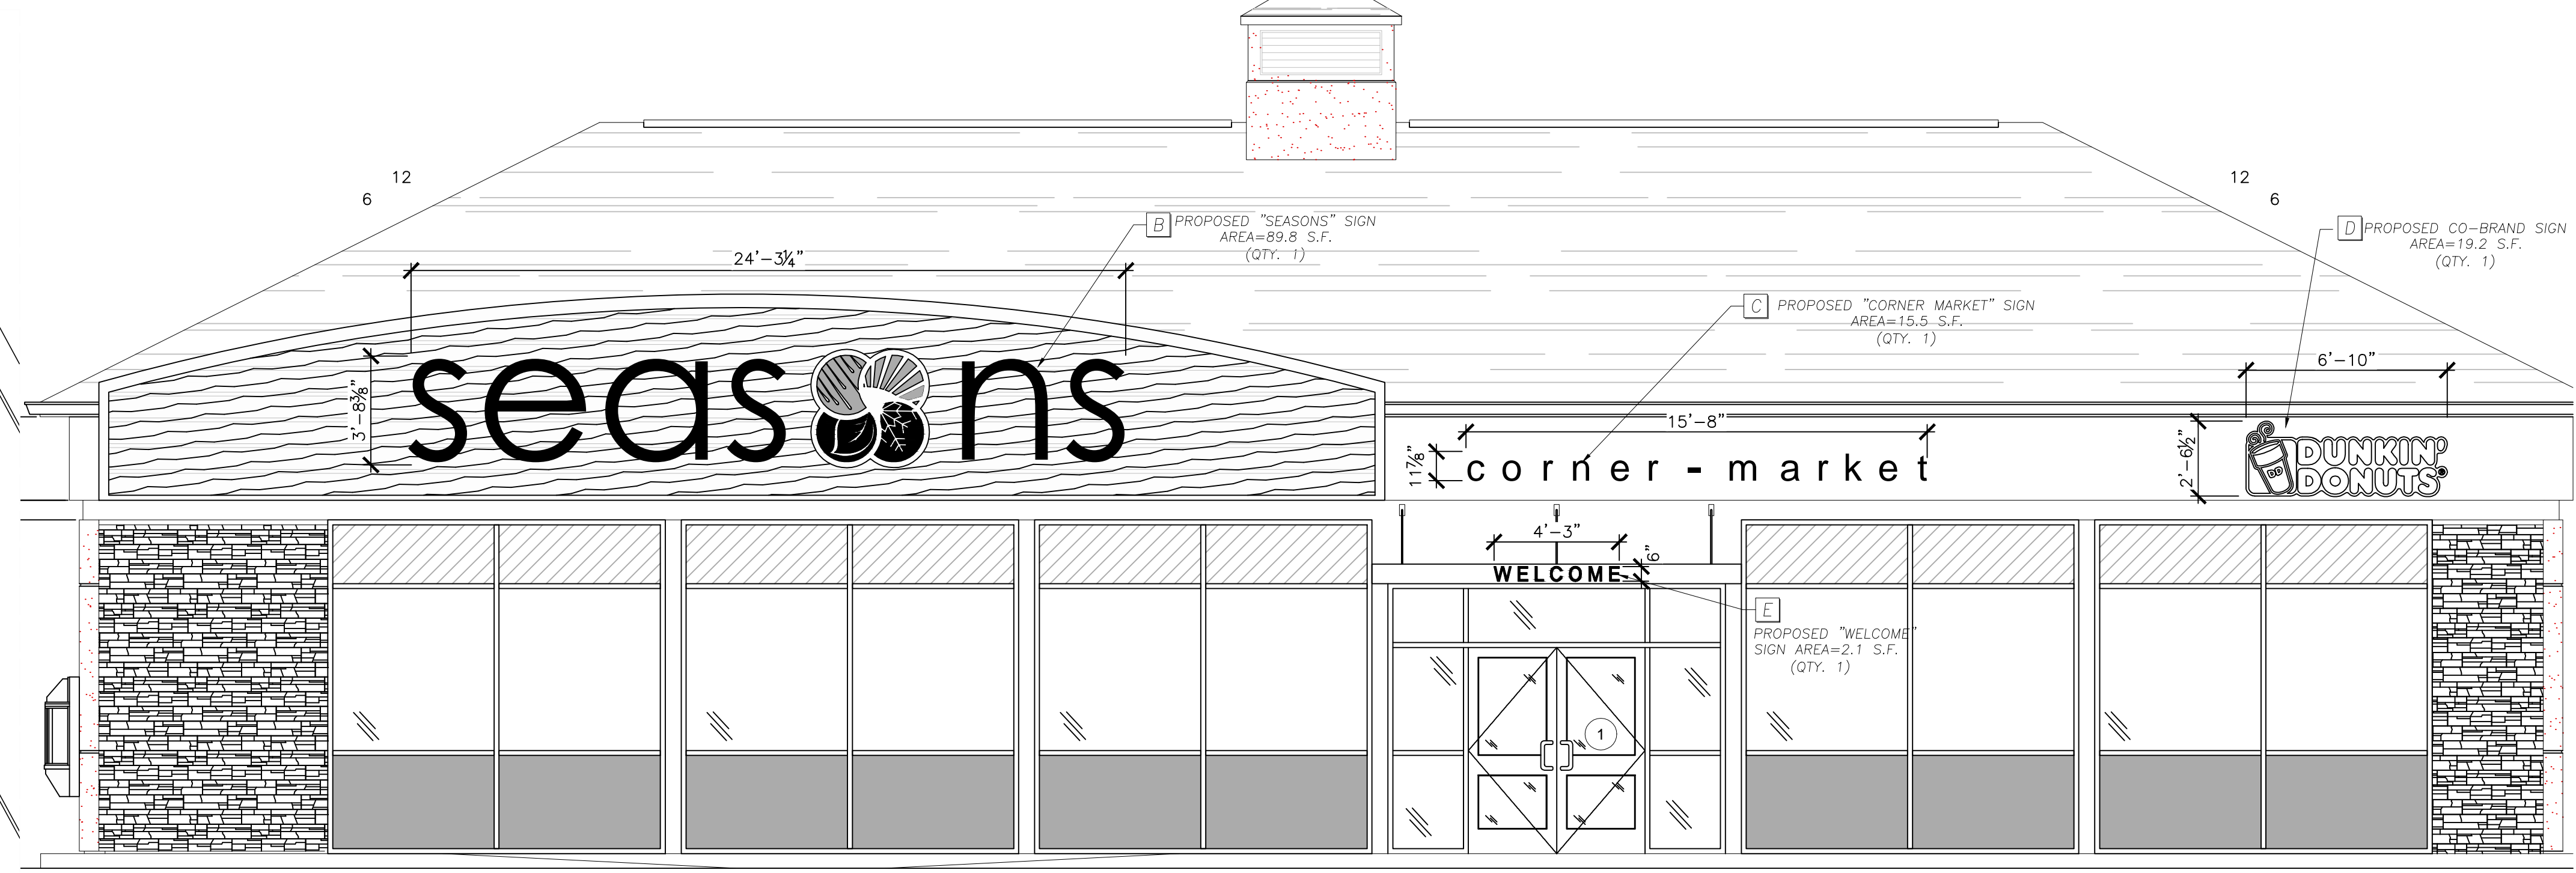 12
6
12
6
B
PROPOSED "SEASONS" SIGN
AREA=89.8 S.F.
(QTY. 1)
D
PROPOSED CO-BRAND SIGN
AREA=19.2 S.F.
(QTY. 1)
24'-3¼"
C
PROPOSED "CORNER MARKET" SIGN
AREA=15.5 S.F.
(QTY. 1)
6'-10"
3'-8⅜"
seasons
15'-8"
11⅞"
corner-market
2'-6½"
DD
DUNKIN'
DONUTS®
4'-3"
6"
WELCOME
E
PROPOSED "WELCOME"
SIGN AREA=2.1 S.F.
(QTY. 1)
1